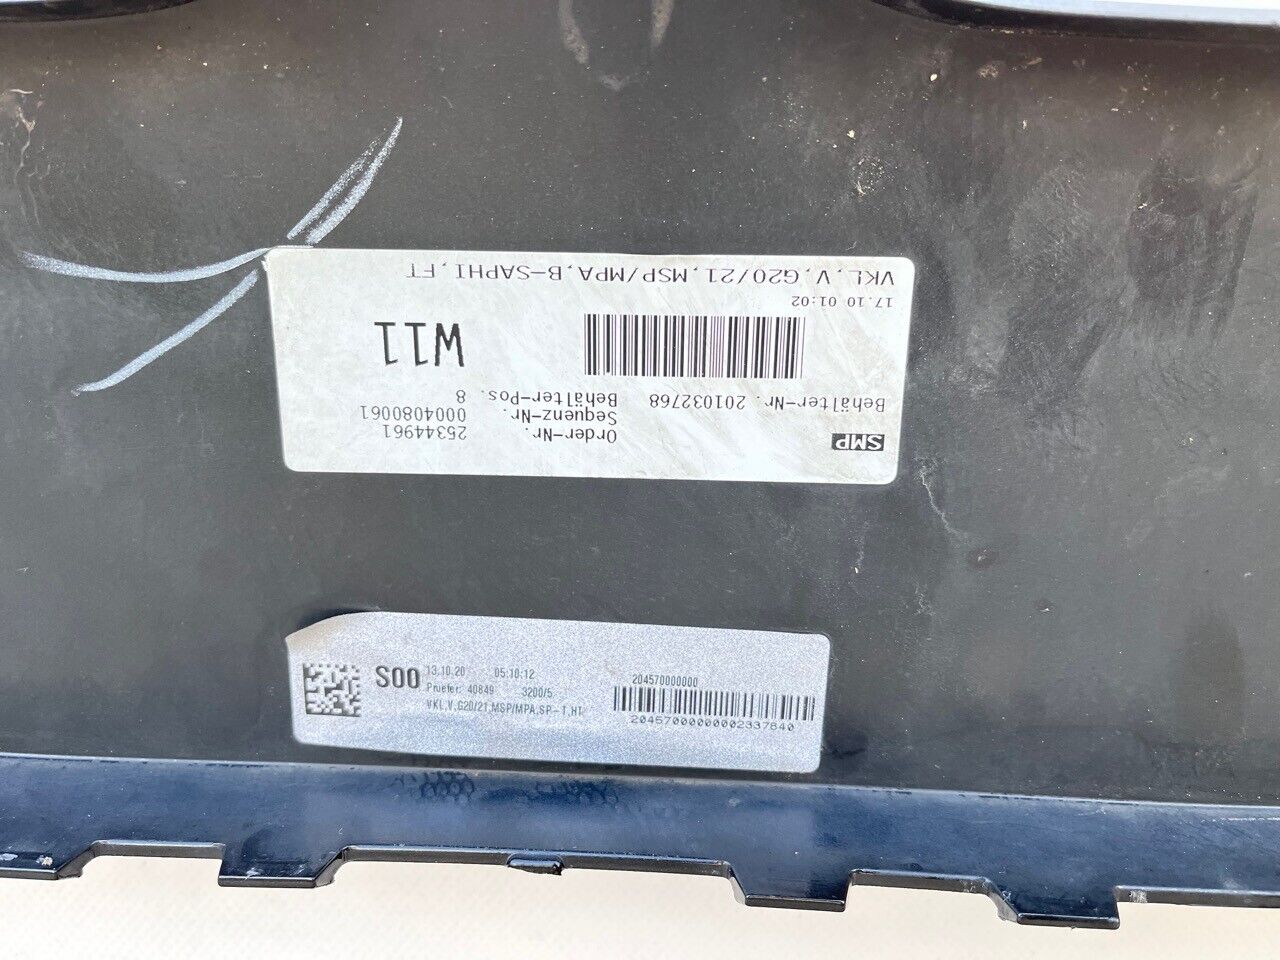 SMP
Order-Nr. 25344961
Sequenz-Nr. 0004080061
Behälter-Nr. 201032768 Behälter-Pos. 8
W11
17.10 01:02
VKL,V,G20/21,MSP/MPA,B-SAPHI,FT
S00 13.10.20 05:10:12
Pruefer: 40849 3200/5
VKL,V,G20/21,MSP/MPA,SP-T,HT
204570000000
20457000000002337840